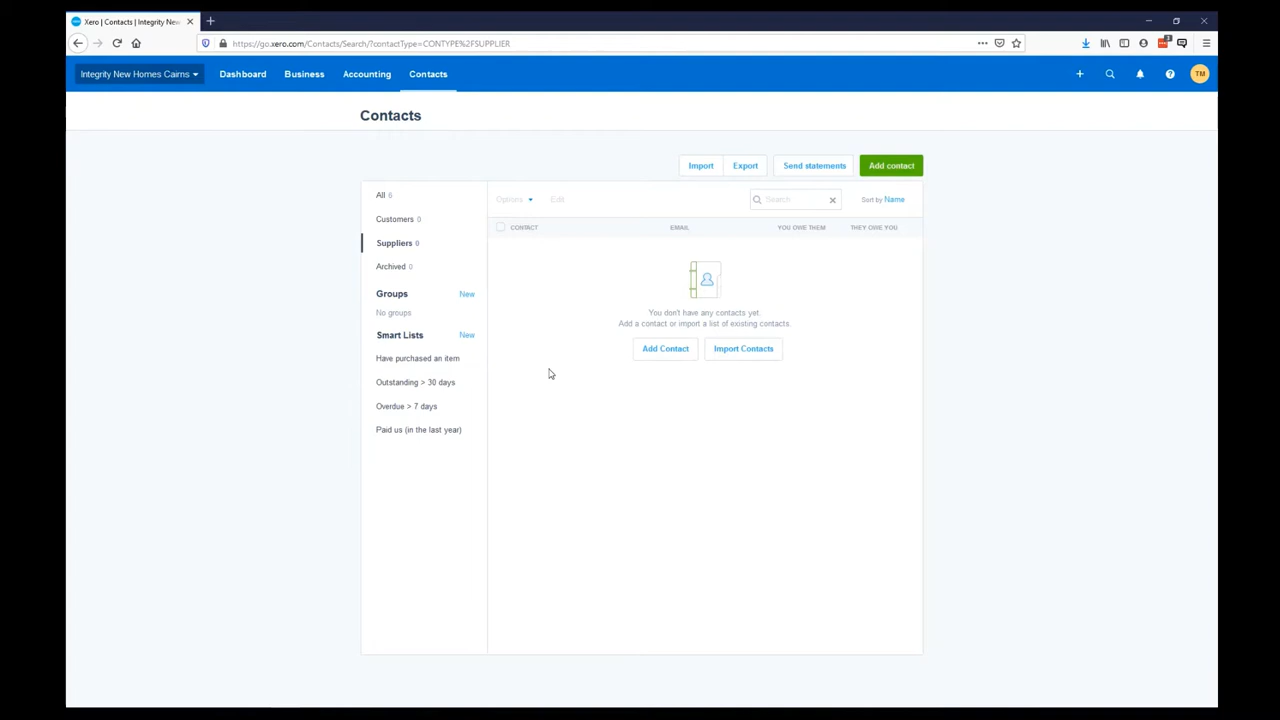 Xero | Contacts | Integrity New
https://go.xero.com/Contacts/Search/?contactType=CONTYPE%2FSUPPLIER
Integrity New Homes Cairns Dashboard Business Accounting Contacts TM
Contacts
Import Export Send statements Add contact
All 6
Options Edit Search Sort by Name
Customers 0
CONTACT EMAIL YOU OWE THEM THEY OWE YOU
Suppliers 0
Archived 0
Groups New
No groups
You don't have any contacts yet.
Add a contact or import a list of existing contacts.
Smart Lists New
Add Contact Import Contacts
Have purchased an item
Outstanding > 30 days
Overdue > 7 days
Paid us (in the last year)